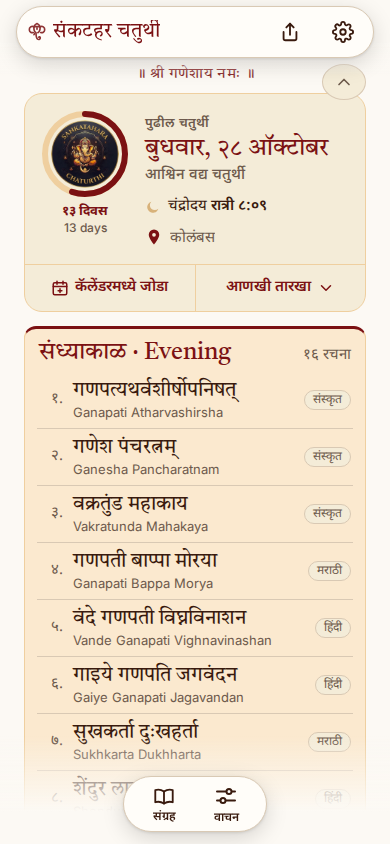 संकटहर चतुर्थी
॥ श्री गणेशाय नमः ॥
SANKATAHARA
CHATURTHI
१३ दिवस
13 days
पुढील चतुर्थी
बुधवार, २८ ऑक्टोबर
आश्विन वद्य चतुर्थी
चंद्रोदय रात्री ८:०९
कोलंबस
कॅलेंडरमध्ये जोडा
आणखी तारखा
संध्याकाळ · Evening
१६ रचना
१. गणपत्यथर्वशीर्षोपनिषत् संस्कृत
Ganapati Atharvashirsha
२. गणेश पंचरत्नम् संस्कृत
Ganesha Pancharatnam
३. वक्रतुंड महाकाय संस्कृत
Vakratunda Mahakaya
४. गणपती बाप्पा मोरया मराठी
Ganapati Bappa Morya
५. वंदे गणपती विघ्नविनाशन हिंदी
Vande Ganapati Vighnavinashan
६. गाइये गणपति जगवंदन हिंदी
Gaiye Ganapati Jagavandan
७. सुखकर्ता दुःखहर्ता मराठी
Sukhkarta Dukhharta
८. शेंदुर हिंदी
संग्रह
वाचन